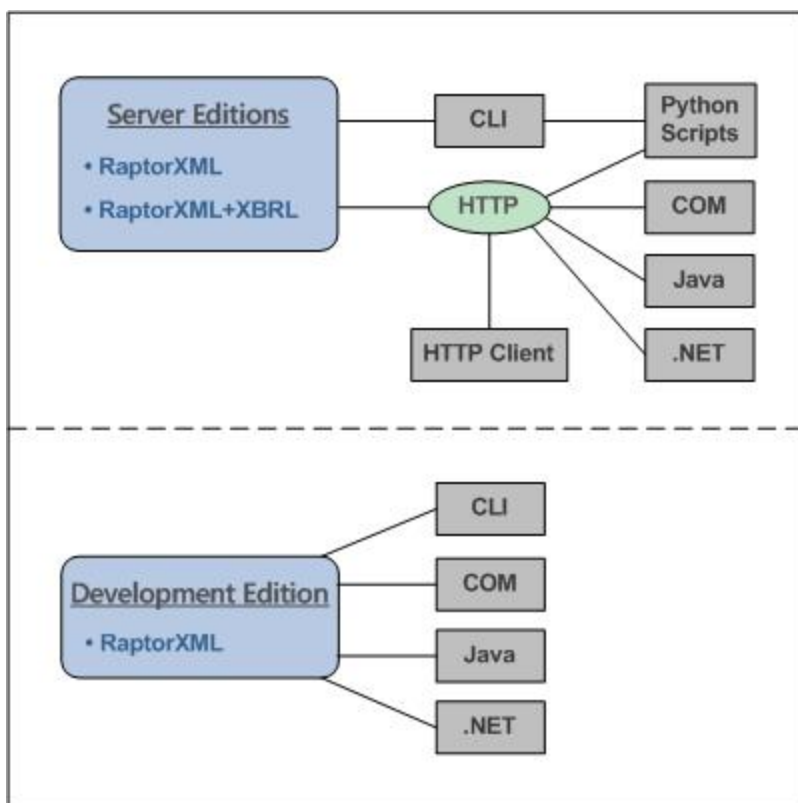 Server Editions
• RaptorXML
• RaptorXML+XBRL
CLI
Python
Scripts
HTTP
COM
Java
HTTP Client
.NET
Development Edition
• RaptorXML
CLI
COM
Java
.NET